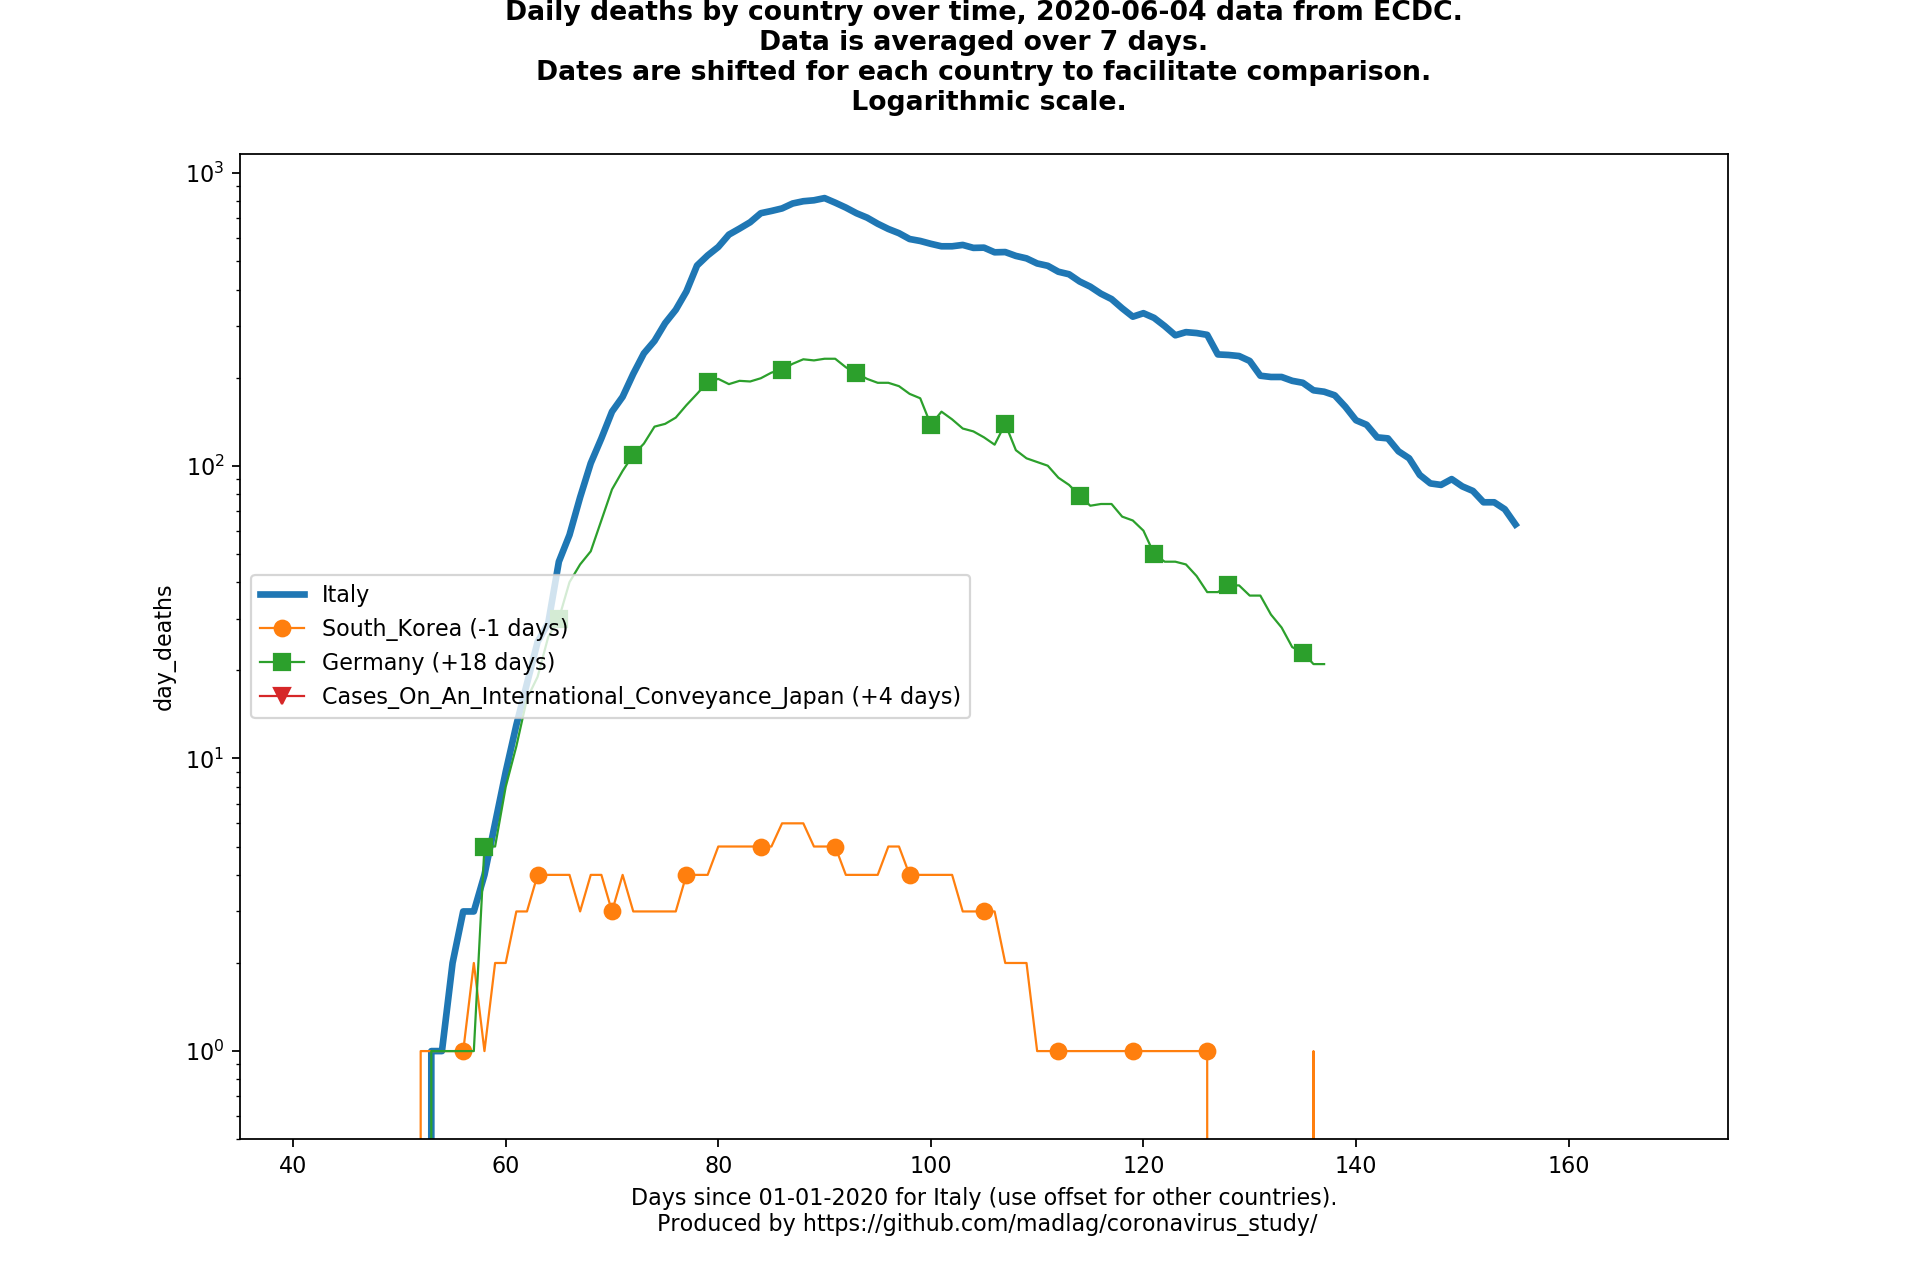 Daily deaths by country over time, 2020-06-04 data from ECDC.
Data is averaged over 7 days.
Dates are shifted for each country to facilitate comparison.
Logarithmic scale.
10³
10²
10¹
10⁰
day_deaths
Italy
South_Korea (-1 days)
Germany (+18 days)
Cases_On_An_International_Conveyance_Japan (+4 days)
40 60 80 100 120 140 160
Days since 01-01-2020 for Italy (use offset for other countries).
Produced by https://github.com/madlag/coronavirus_study/